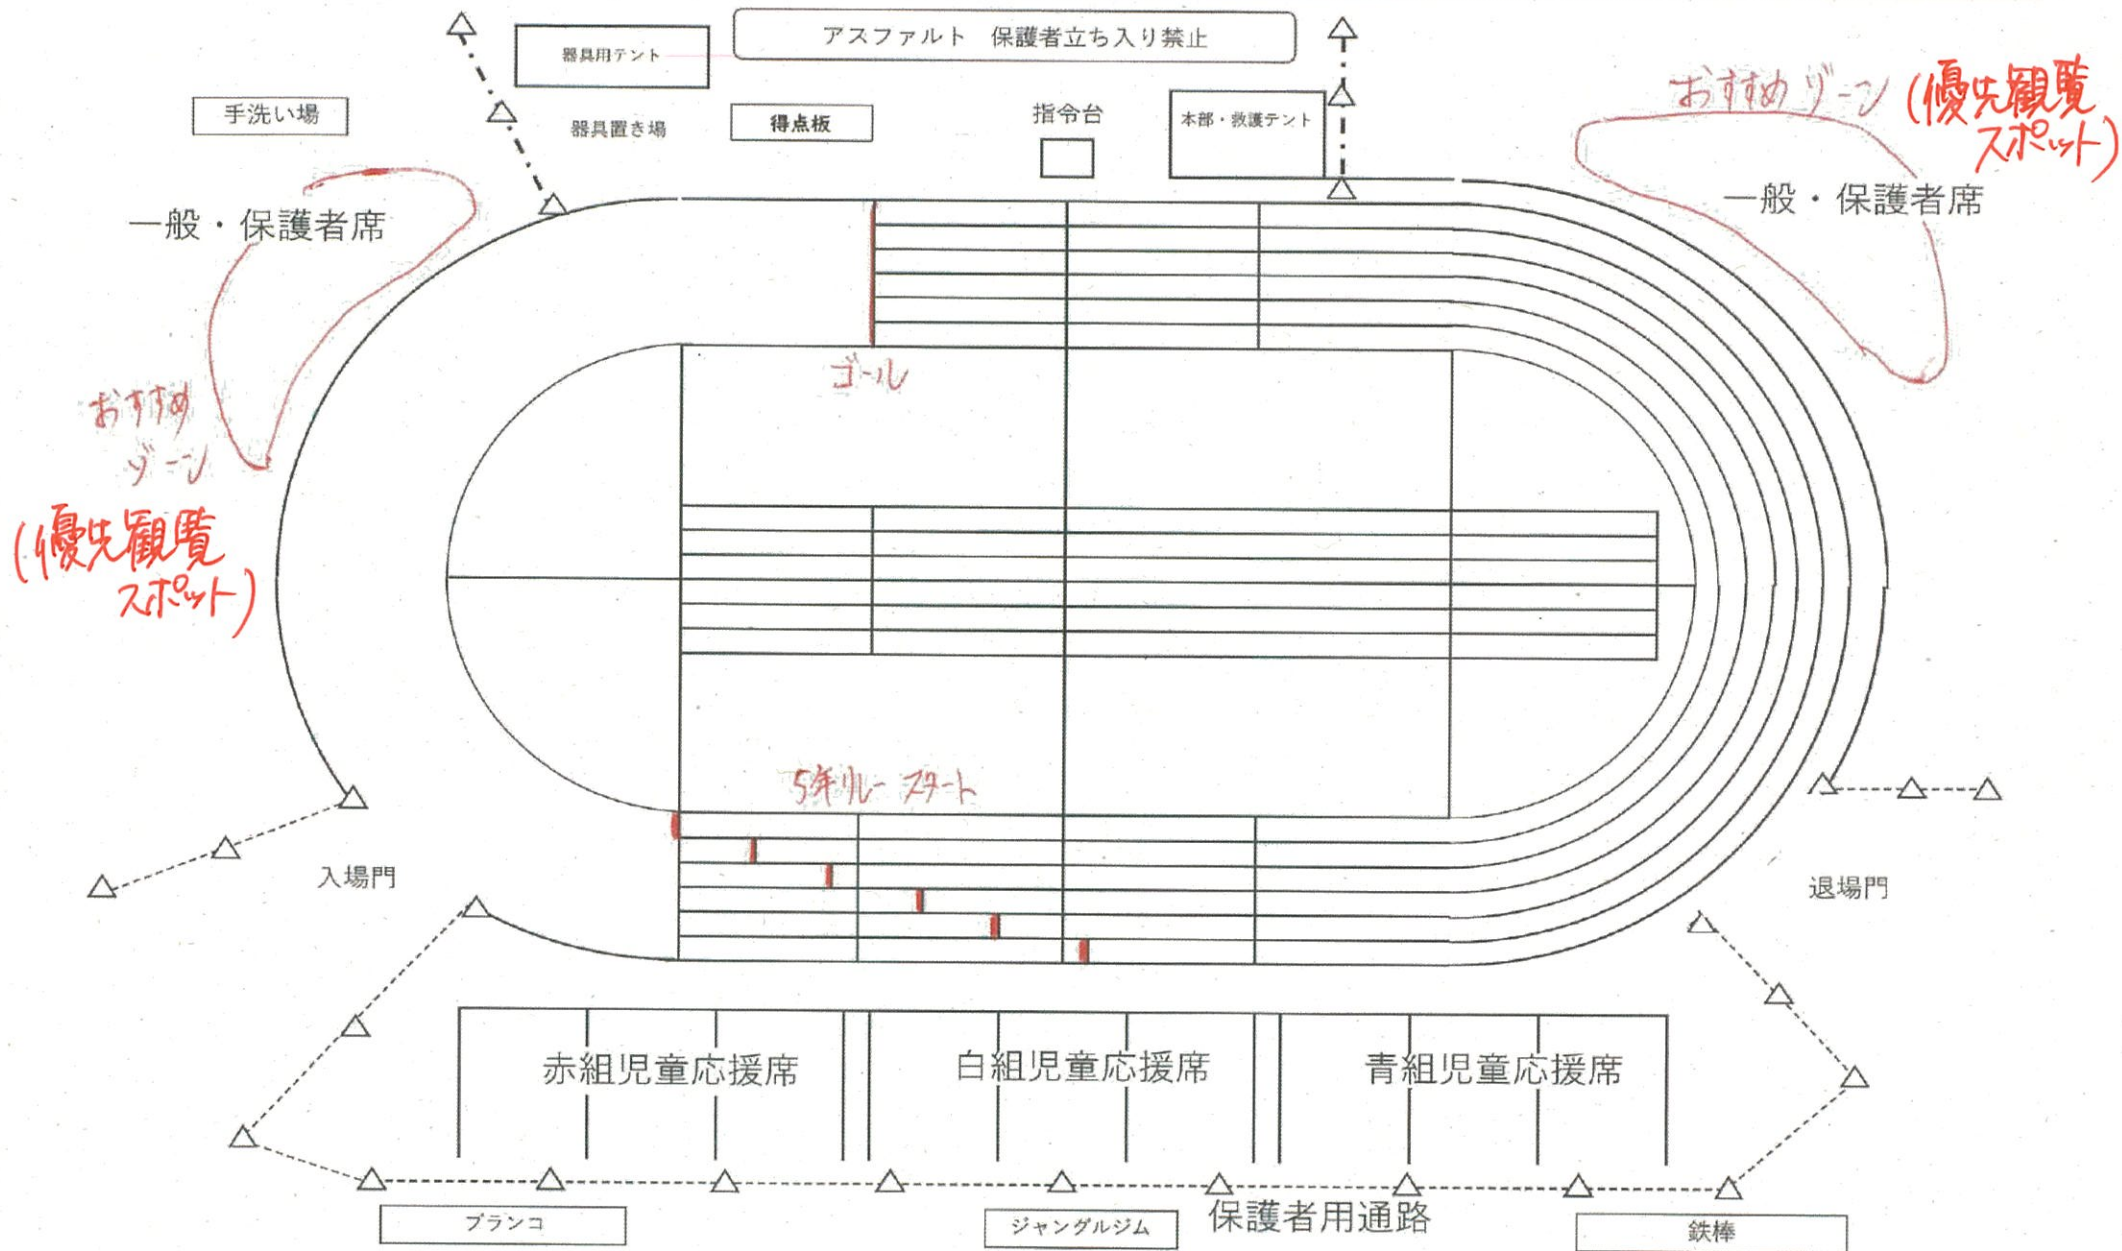 アスファルト 保護者立ち入り禁止
器具用テント
手洗い場
器具置き場
得点板
指令台
本部・救護テント
おすすめゾーン
(優先観覧
スポット)
一般・保護者席
一般・保護者席
ゴール
おすすめ
ゾーン
(優先観覧
スポット)
5年リレー スタート
入場門
退場門
赤組児童応援席
白組児童応援席
青組児童応援席
ブランコ
ジャングルジム
保護者用通路
鉄棒